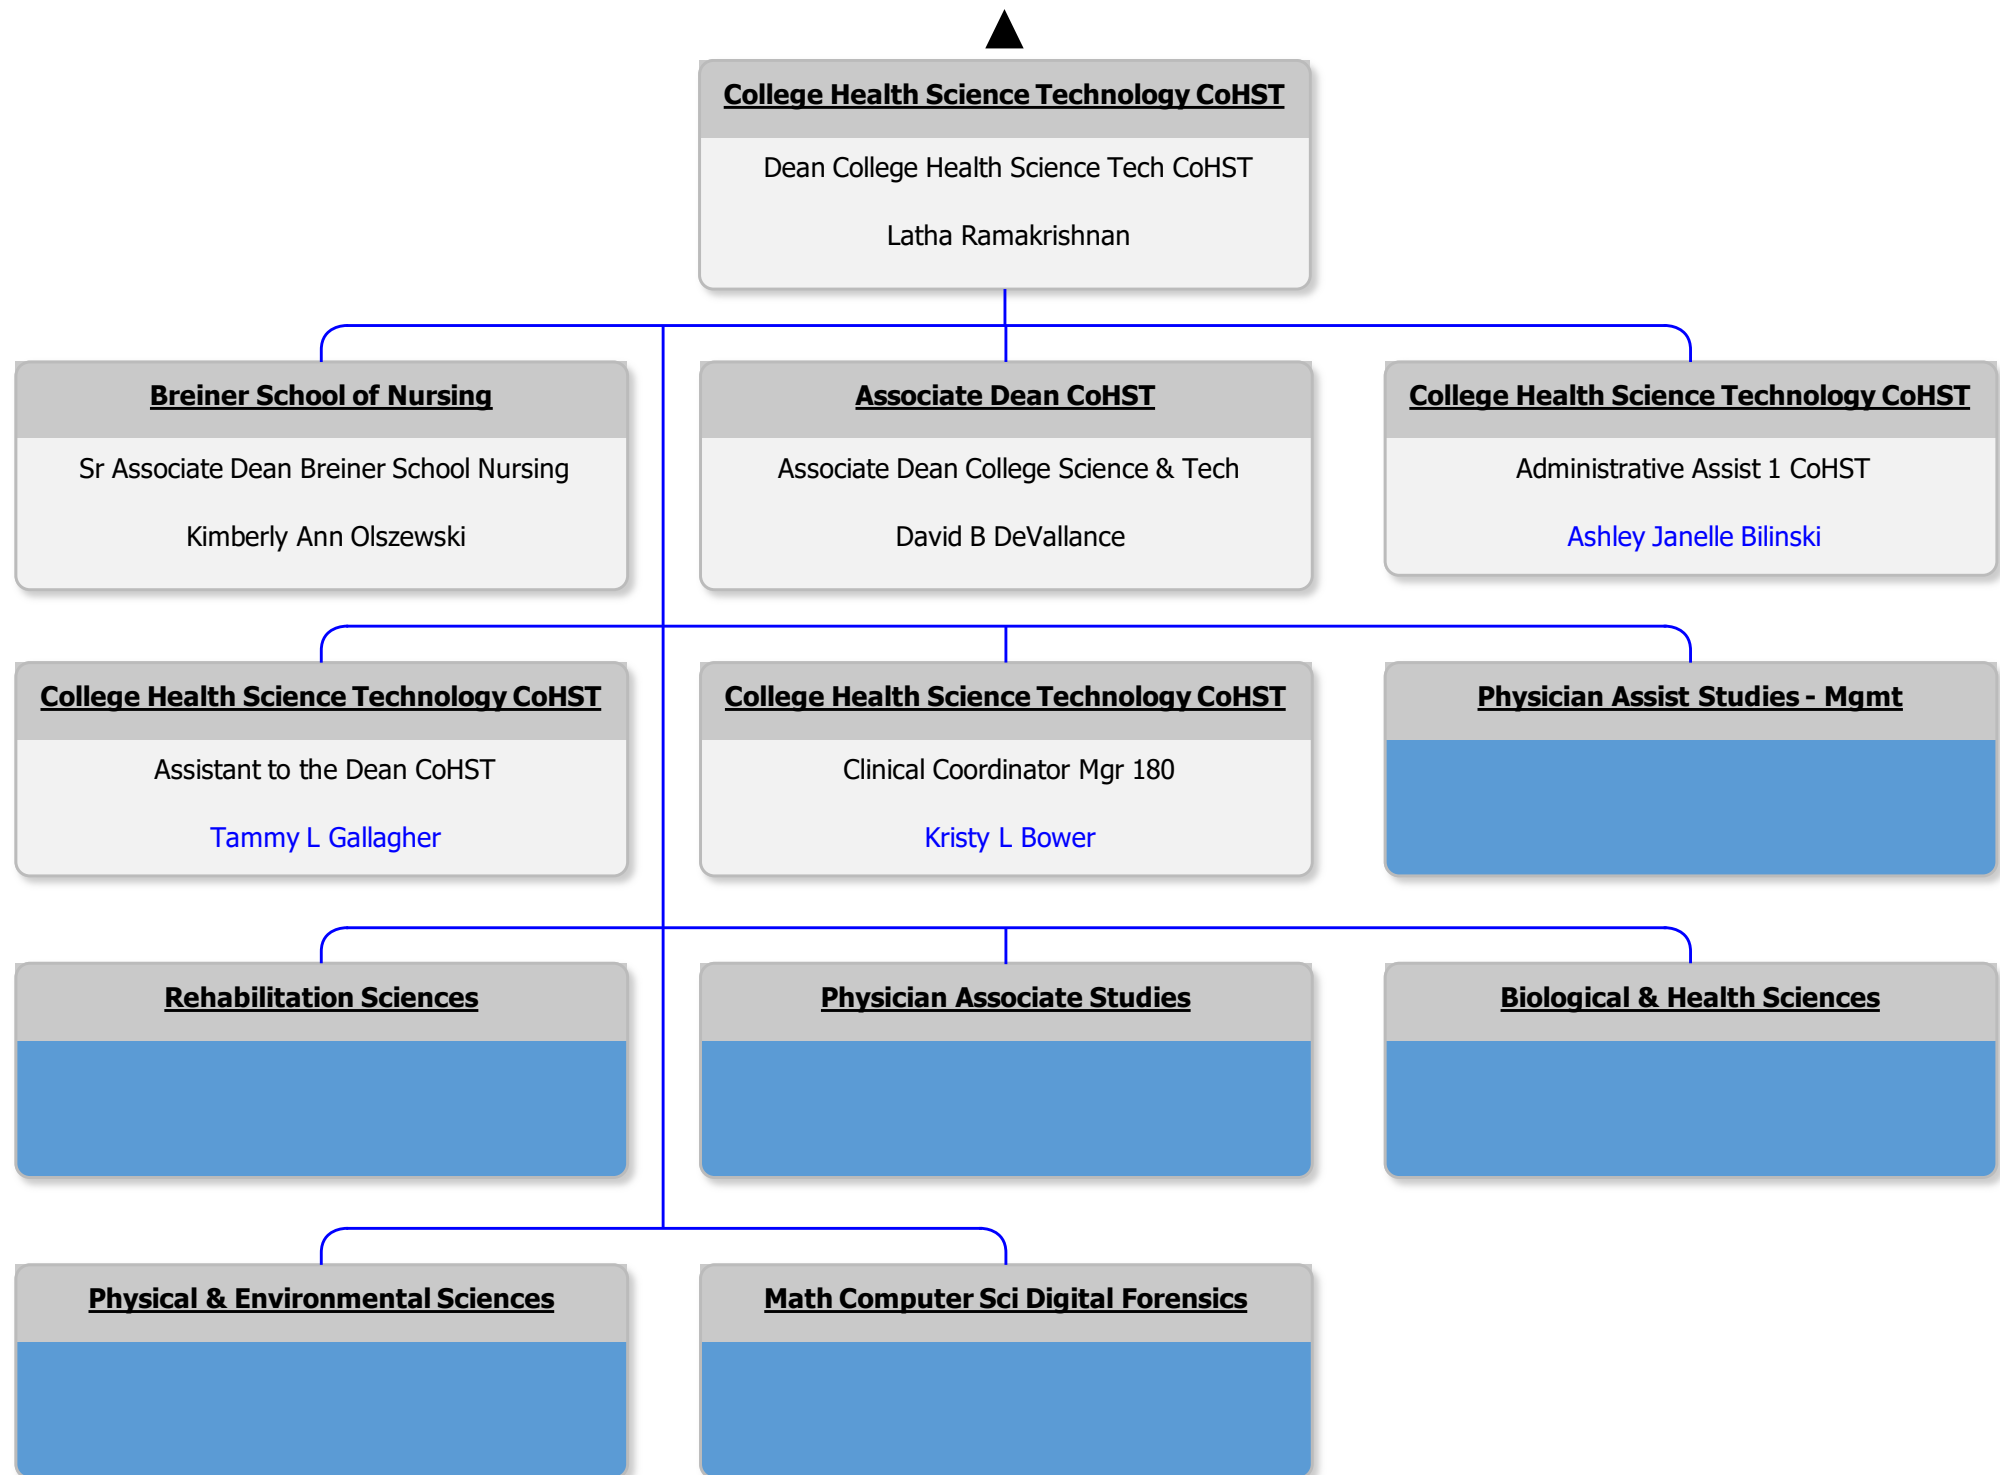 College Health Science Technology CoHST
Dean College Health Science Tech CoHST
Latha Ramakrishnan
Breiner School of Nursing
Sr Associate Dean Breiner School Nursing
Kimberly Ann Olszewski
Associate Dean CoHST
Associate Dean College Science & Tech
David B DeVallance
College Health Science Technology CoHST
Administrative Assist 1 CoHST
Ashley Janelle Bilinski
College Health Science Technology CoHST
Assistant to the Dean CoHST
Tammy L Gallagher
College Health Science Technology CoHST
Clinical Coordinator Mgr 180
Kristy L Bower
Physician Assist Studies - Mgmt
Rehabilitation Sciences
Physician Associate Studies
Biological & Health Sciences
Physical & Environmental Sciences
Math Computer Sci Digital Forensics